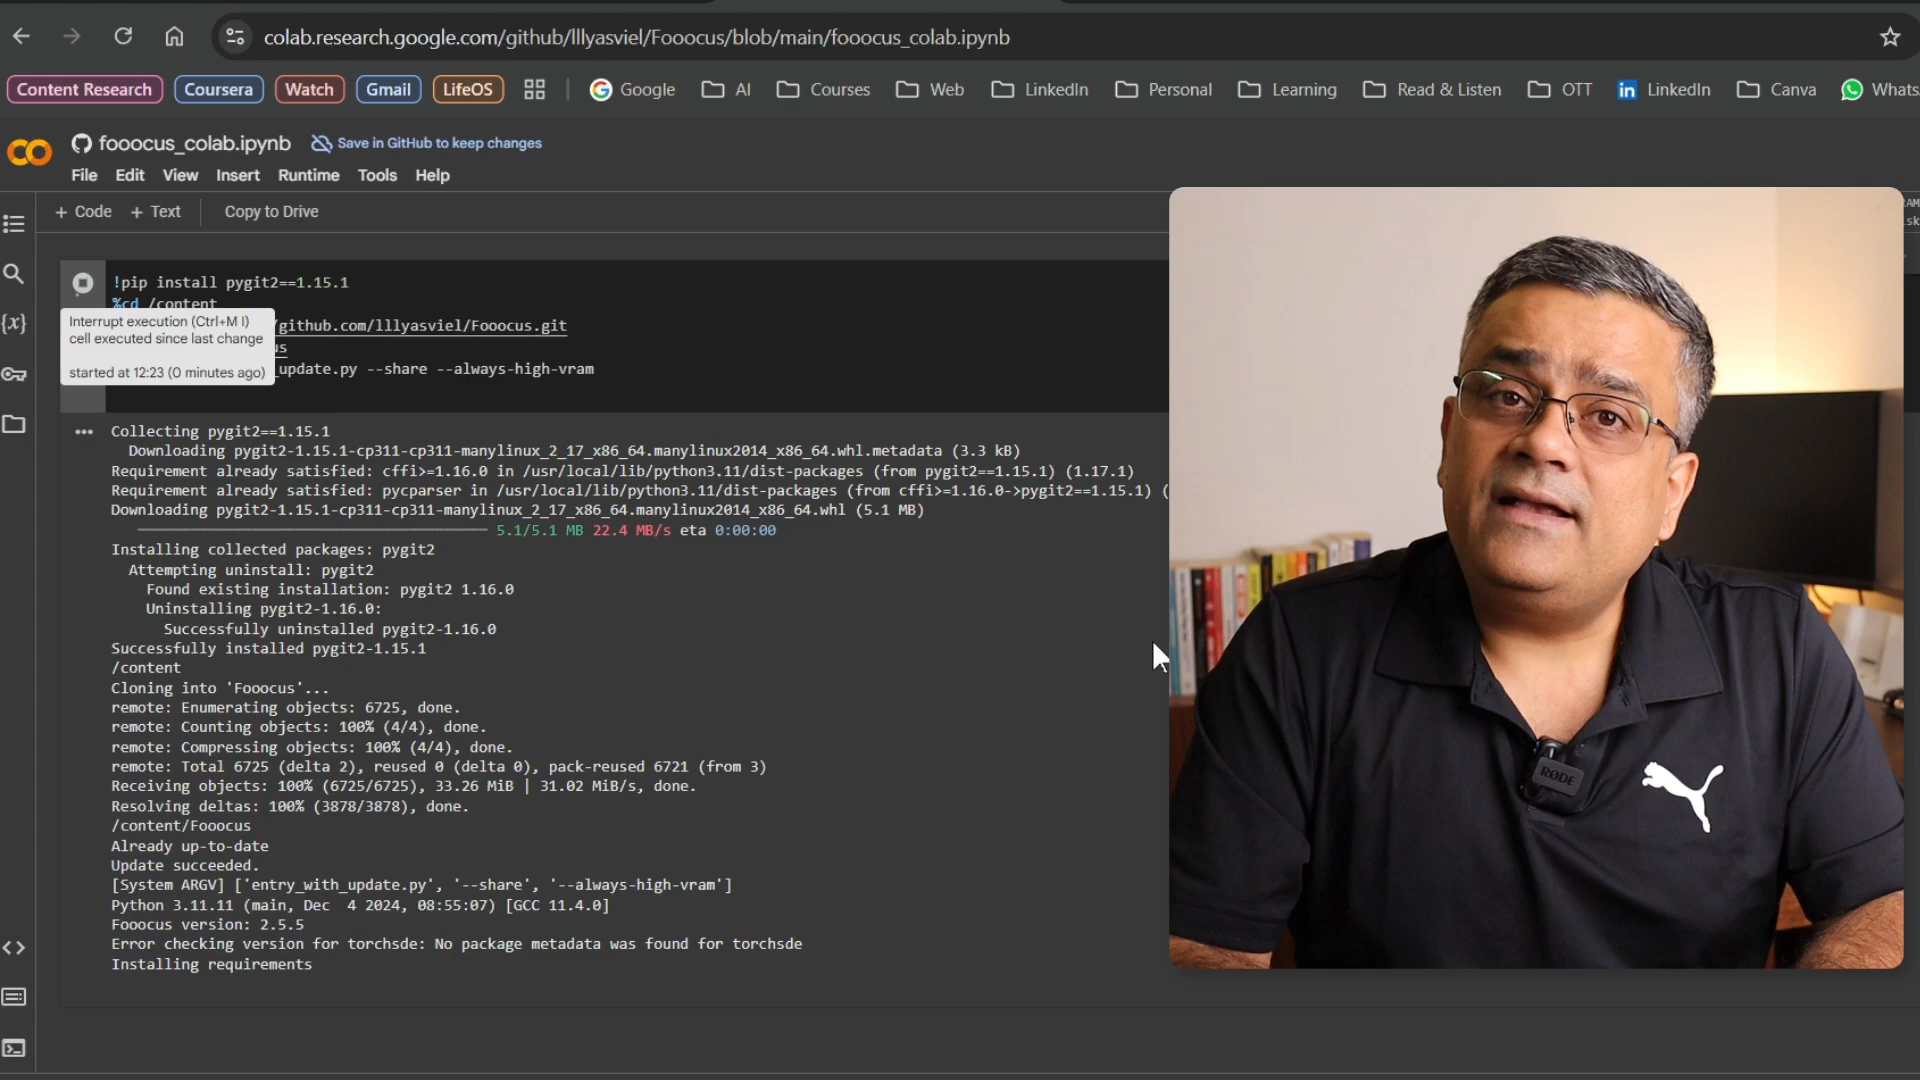 colab.research.google.com/github/lllyasviel/Fooocus/blob/main/fooocus_colab.ipynb
Content Research Coursera Watch Gmail LifeOS Google AI Courses Web LinkedIn Personal Learning Read & Listen OTT LinkedIn Canva Whats
fooocus_colab.ipynb Save in GitHub to keep changes
File Edit View Insert Runtime Tools Help
+ Code + Text Copy to Drive
!pip install pygit2==1.15.1
%cd /content
Interrupt execution (Ctrl+M I)
cell executed since last change
started at 12:23 (0 minutes ago)
/github.com/lllyasviel/Fooocus.git
us
_update.py --share --always-high-vram
Collecting pygit2==1.15.1
Downloading pygit2-1.15.1-cp311-cp311-manylinux_2_17_x86_64.manylinux2014_x86_64.whl.metadata (3.3 kB)
Requirement already satisfied: cffi>=1.16.0 in /usr/local/lib/python3.11/dist-packages (from pygit2==1.15.1) (1.17.1)
Requirement already satisfied: pycparser in /usr/local/lib/python3.11/dist-packages (from cffi>=1.16.0->pygit2==1.15.1) (
Downloading pygit2-1.15.1-cp311-cp311-manylinux_2_17_x86_64.manylinux2014_x86_64.whl (5.1 MB)
5.1/5.1 MB 22.4 MB/s eta 0:00:00
Installing collected packages: pygit2
Attempting uninstall: pygit2
Found existing installation: pygit2 1.16.0
Uninstalling pygit2-1.16.0:
Successfully uninstalled pygit2-1.16.0
Successfully installed pygit2-1.15.1
/content
Cloning into 'Fooocus'...
remote: Enumerating objects: 6725, done.
remote: Counting objects: 100% (4/4), done.
remote: Compressing objects: 100% (4/4), done.
remote: Total 6725 (delta 2), reused 0 (delta 0), pack-reused 6721 (from 3)
Receiving objects: 100% (6725/6725), 33.26 MiB | 31.02 MiB/s, done.
Resolving deltas: 100% (3878/3878), done.
/content/Fooocus
Already up-to-date
Update succeeded.
[System ARGV] ['entry_with_update.py', '--share', '--always-high-vram']
Python 3.11.11 (main, Dec  4 2024, 08:55:07) [GCC 11.4.0]
Fooocus version: 2.5.5
Error checking version for torchsde: No package metadata was found for torchsde
Installing requirements
RØDE